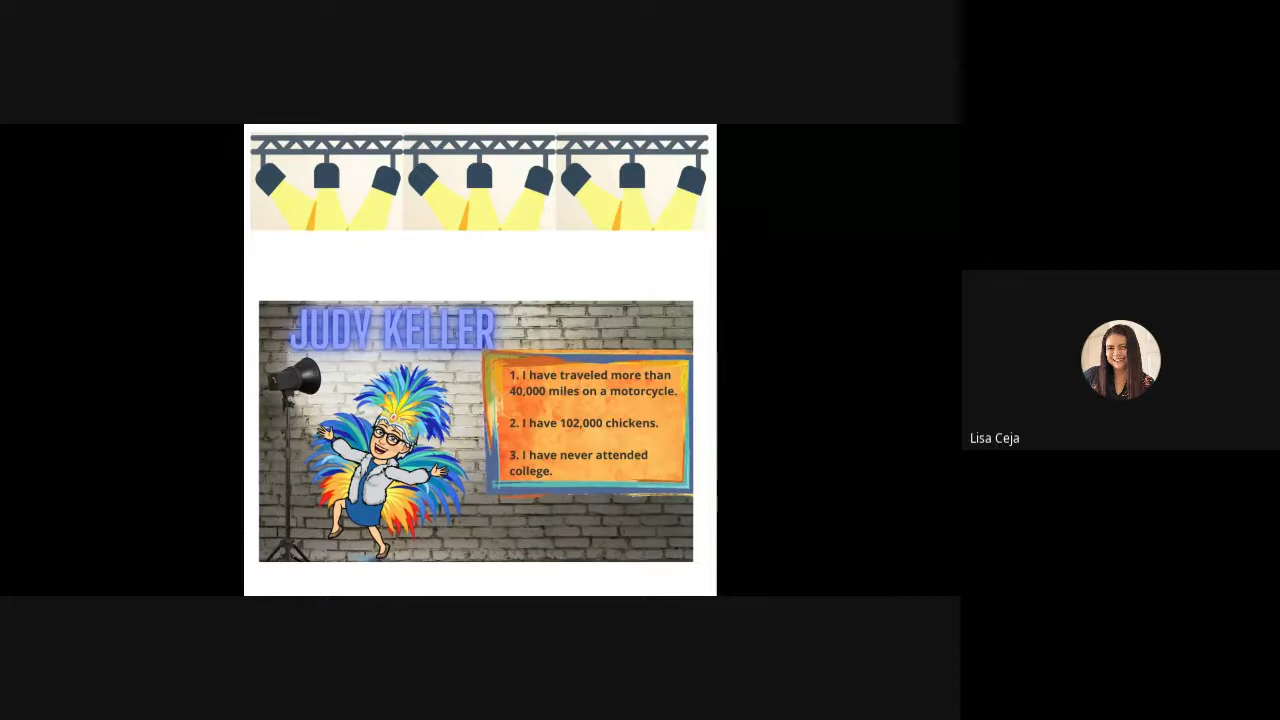 JUDY KELLER
1. I have traveled more than
40,000 miles on a motorcycle.
2. I have 102,000 chickens.
3. I have never attended
college.
Lisa Ceja